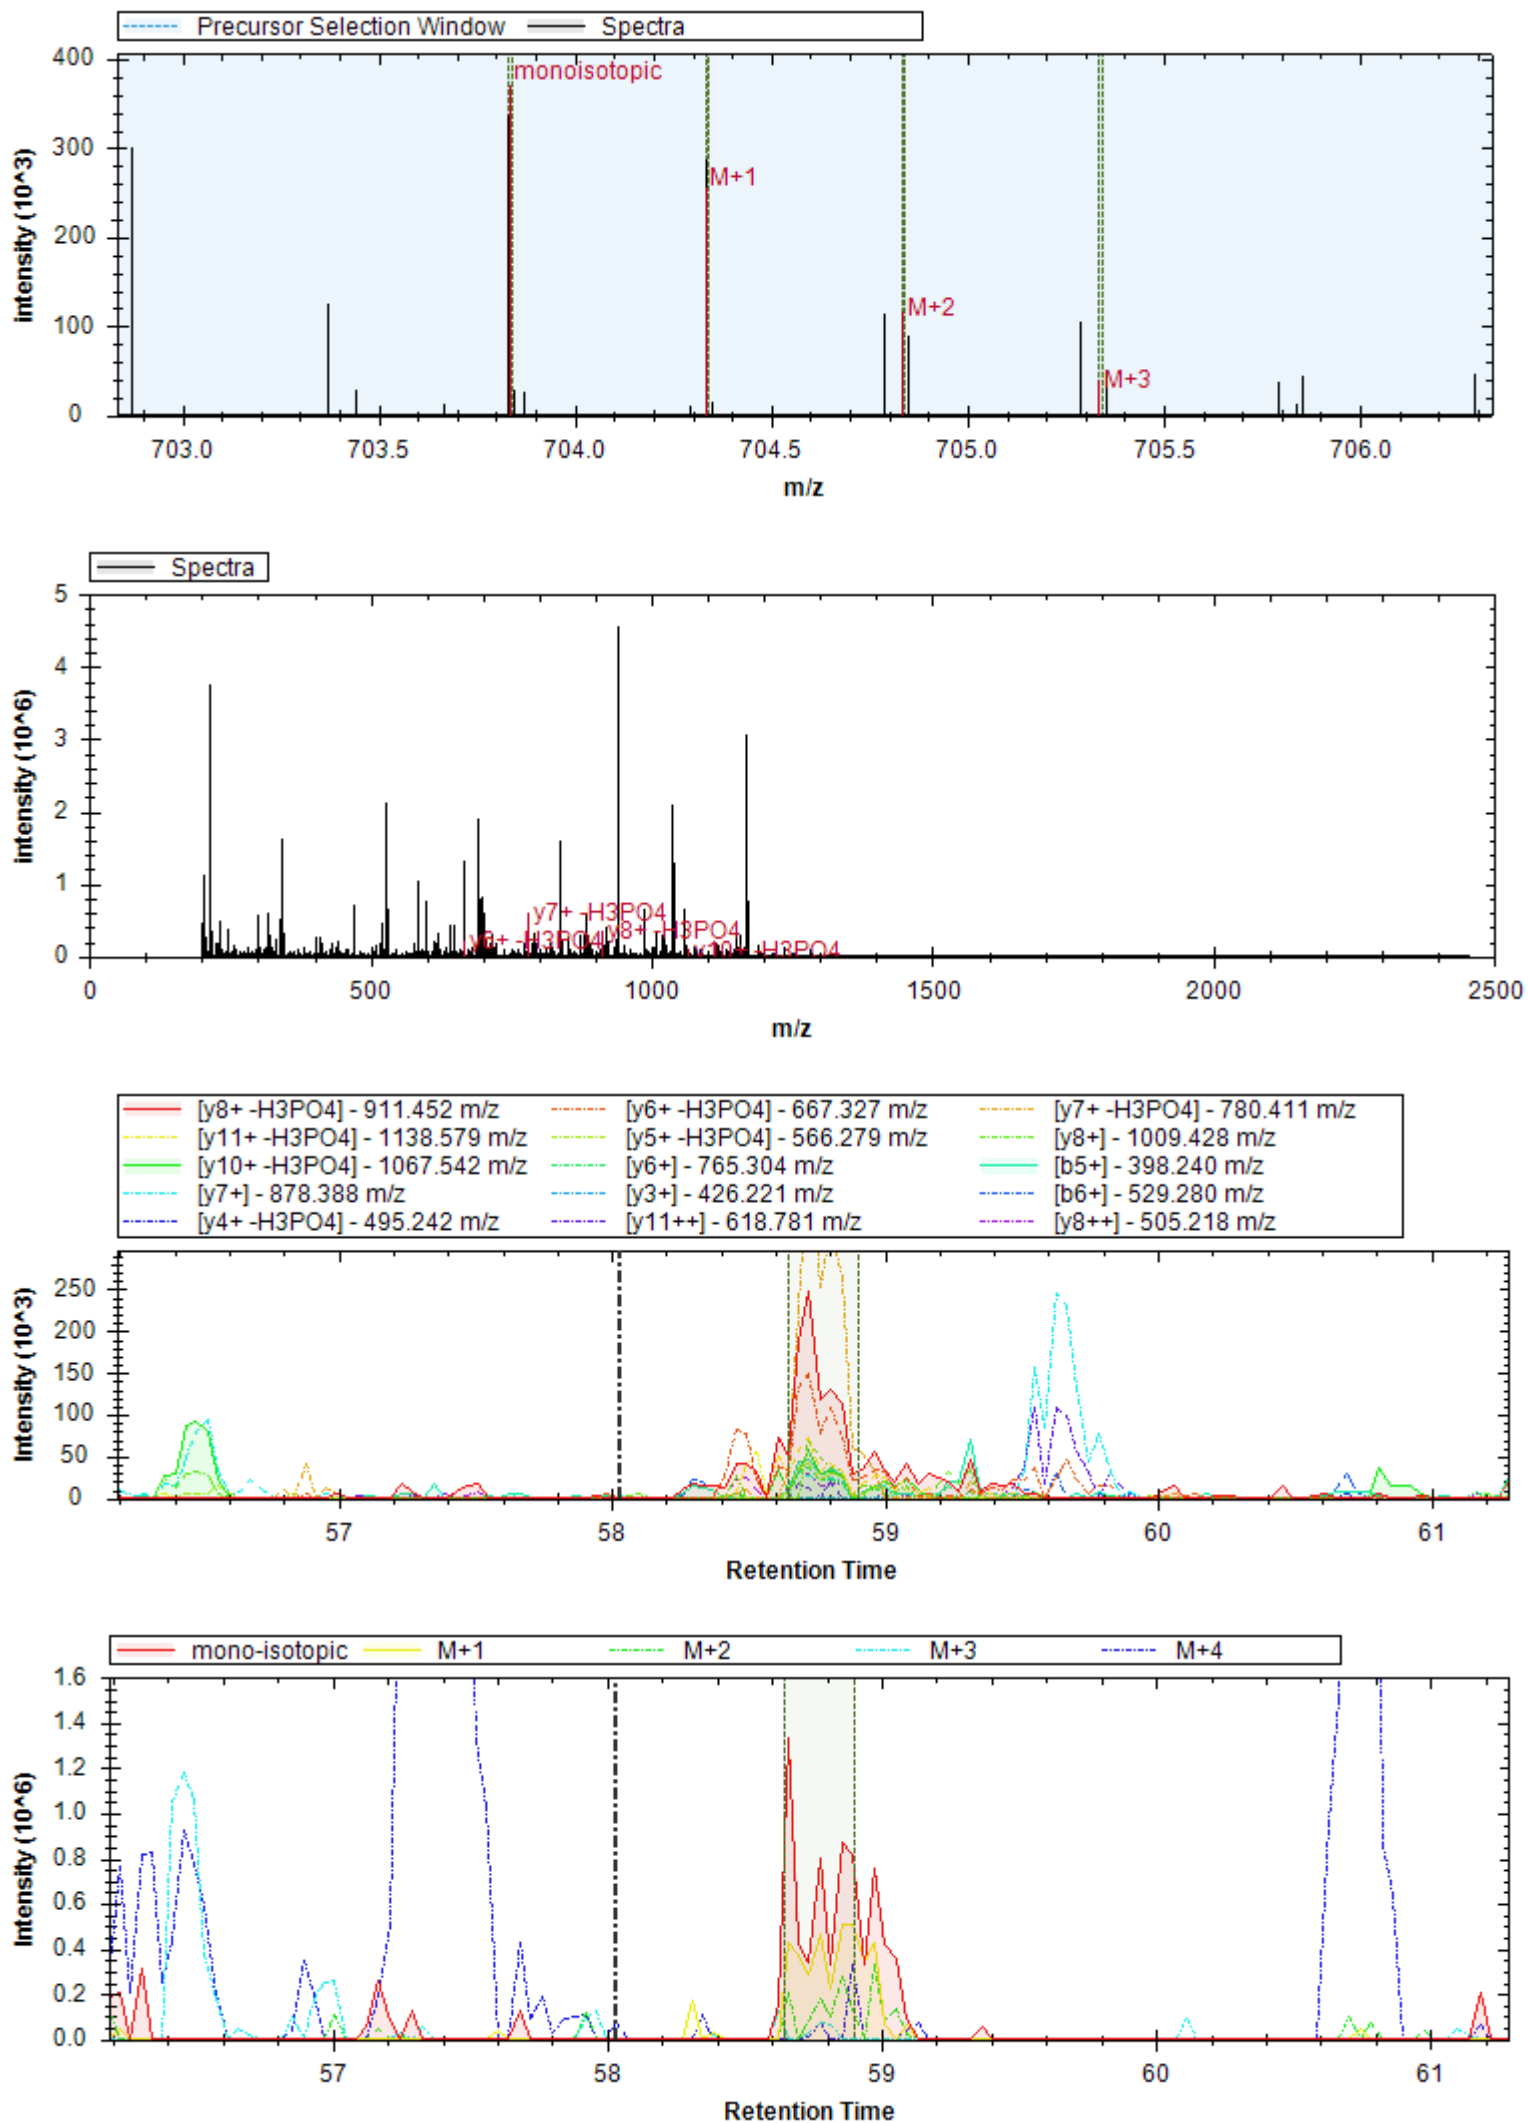 Precursor Selection Window Spectra
400
monoisotopic
300
M+1
200
M+2
100
M+3
0
intensity (10^3)
703.0 703.5 704.0 704.5 705.0 705.5 706.0
m/z
Spectra
5
4
3
2
1
0
intensity (10^6)
y7+ -H3PO4
y8+ -H3PO4
y6+ -H3PO4
y10+ -H3PO4
0 500 1000 1500 2000 2500
m/z
[y8+ -H3PO4] - 911.452 m/z [y6+ -H3PO4] - 667.327 m/z [y7+ -H3PO4] - 780.411 m/z
[y11+ -H3PO4] - 1138.579 m/z [y5+ -H3PO4] - 566.279 m/z [y8+] - 1009.428 m/z
[y10+ -H3PO4] - 1067.542 m/z [y6+] - 765.304 m/z [b5+] - 398.240 m/z
[y7+] - 878.388 m/z [y3+] - 426.221 m/z [b6+] - 529.280 m/z
[y4+ -H3PO4] - 495.242 m/z [y11++] - 618.781 m/z [y8++] - 505.218 m/z
250
200
150
100
50
0
Intensity (10^3)
57 58 59 60 61
Retention Time
mono-isotopic M+1 M+2 M+3 M+4
1.6
1.4
1.2
1.0
0.8
0.6
0.4
0.2
0.0
Intensity (10^6)
57 58 59 60 61
Retention Time